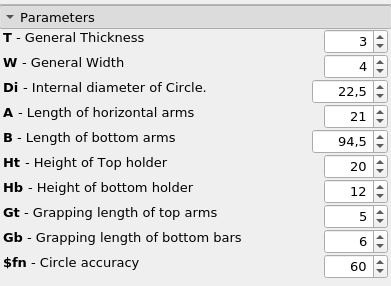 Parameters
T - General Thickness 3
W - General Width 4
Di - Internal diameter of Circle. 22,5
A - Length of horizontal arms 21
B - Length of bottom arms 94,5
Ht - Height of Top holder 20
Hb - Height of bottom holder 12
Gt - Grapping length of top arms 5
Gb - Grapping length of bottom bars 6
$fn - Circle accuracy 60